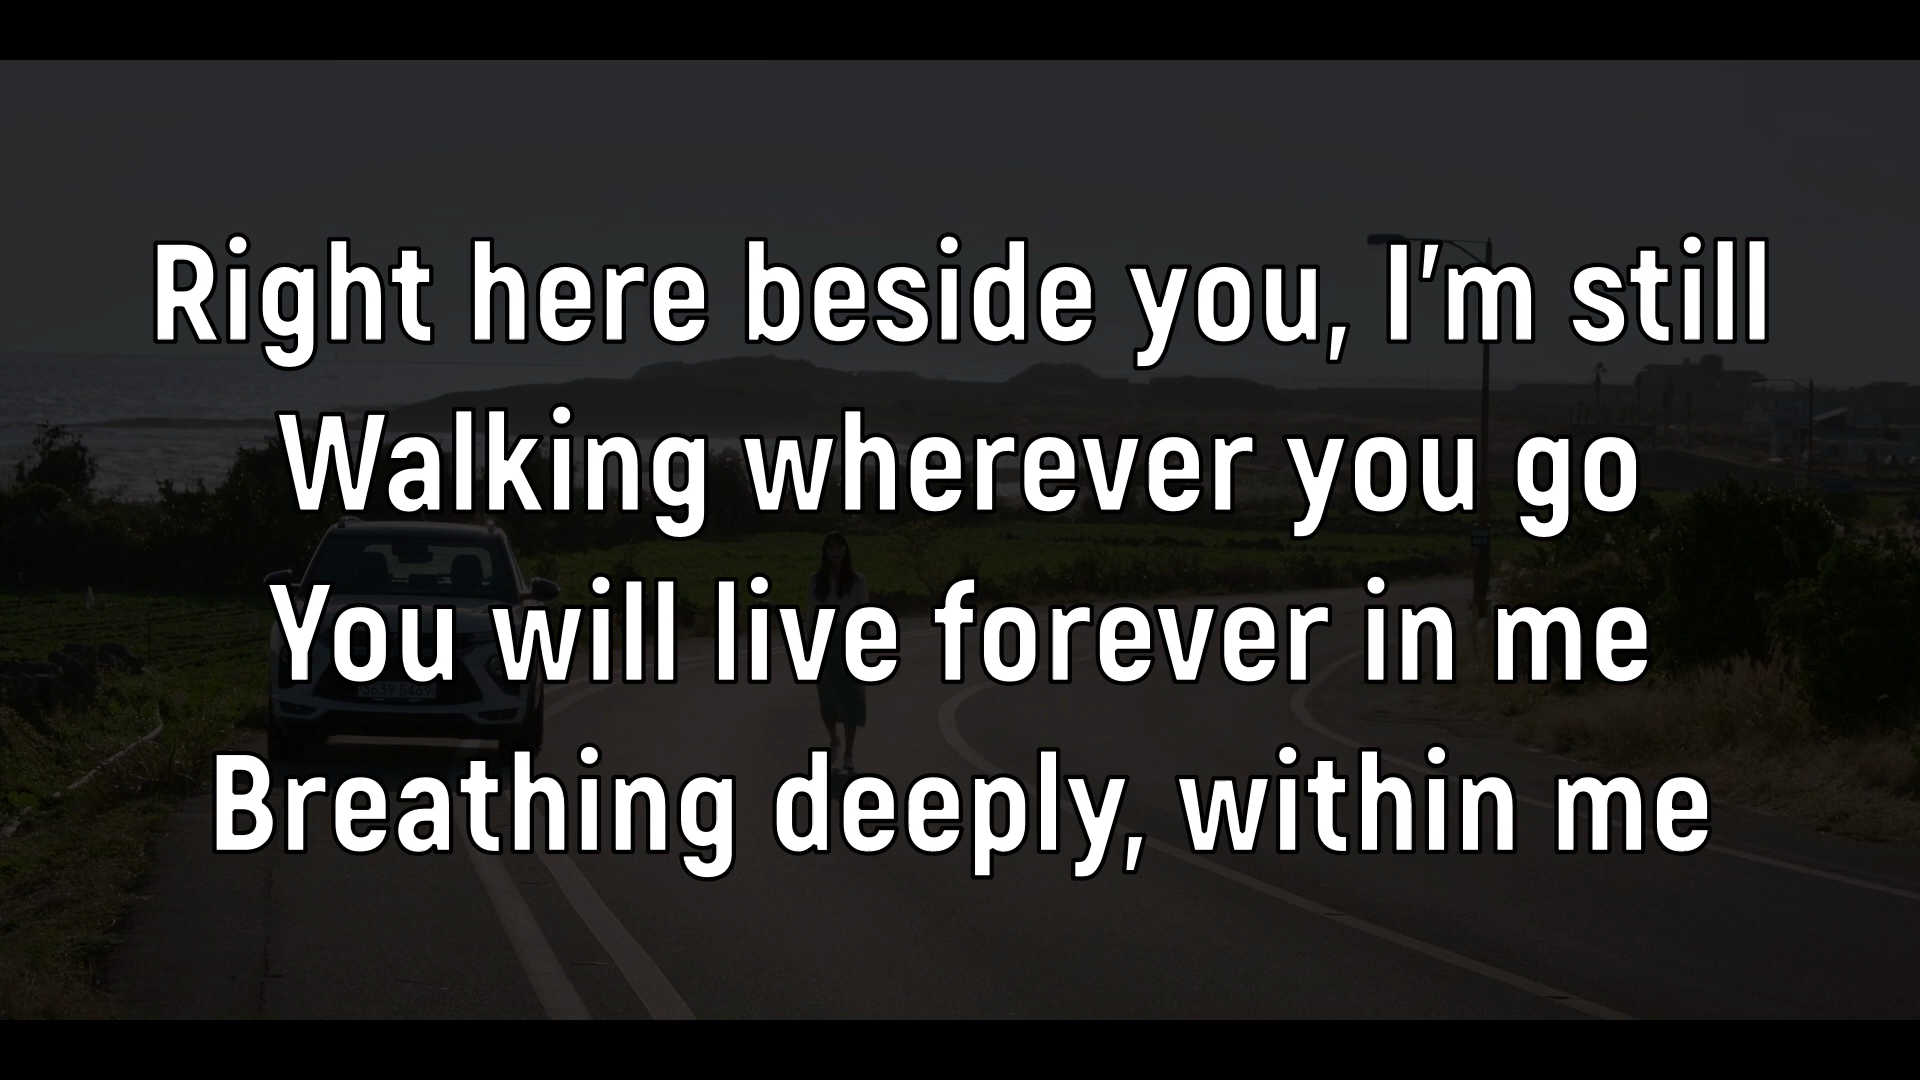 Right here beside you, I'm still
Walking wherever you go
You will live forever in me
Breathing deeply, within me